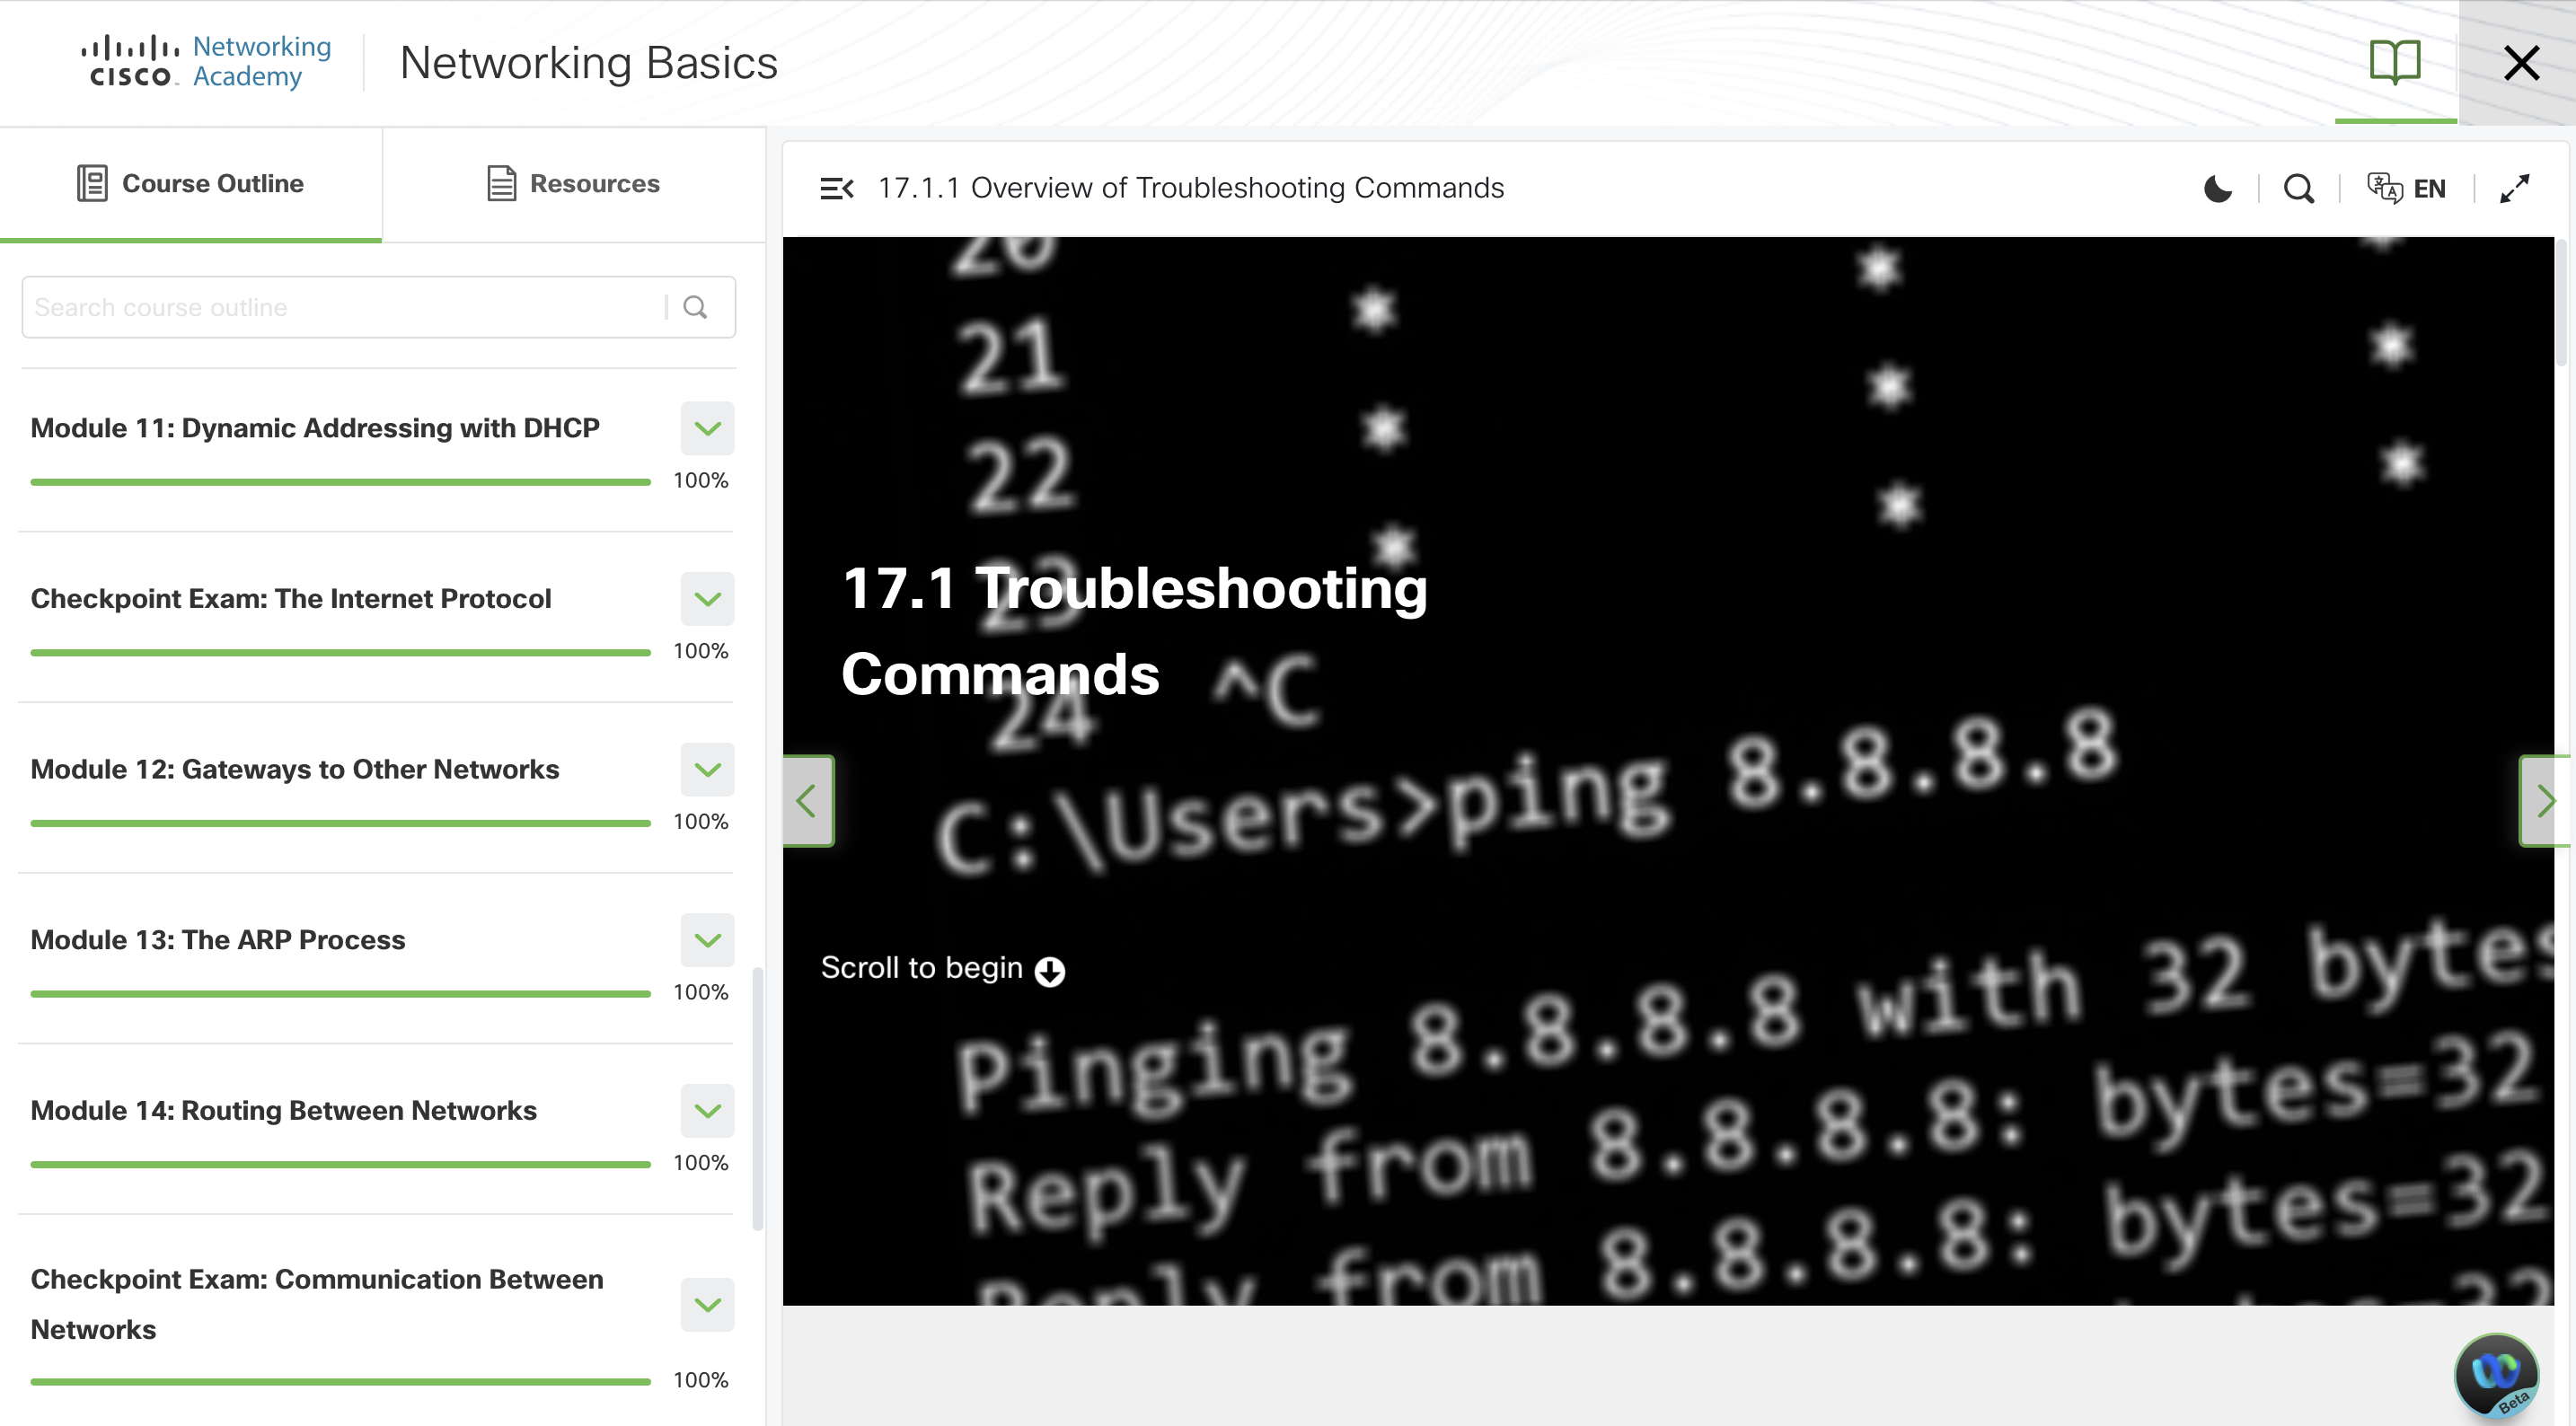 CISCO Networking Academy
Networking Basics
Course Outline
Resources
Search course outline
Module 11: Dynamic Addressing with DHCP
100%
Checkpoint Exam: The Internet Protocol
100%
Module 12: Gateways to Other Networks
100%
Module 13: The ARP Process
100%
Module 14: Routing Between Networks
100%
Checkpoint Exam: Communication Between
Networks
100%
17.1.1 Overview of Troubleshooting Commands
EN
20 * *
21 * * *
22 * * *
23 * *
17.1 Troubleshooting
Commands
24 ^C
C:\Users>ping 8.8.8.8
Scroll to begin
Pinging 8.8.8.8 with 32 bytes
Reply from 8.8.8.8: bytes=32
Reply from 8.8.8.8: bytes=32
32
Beta